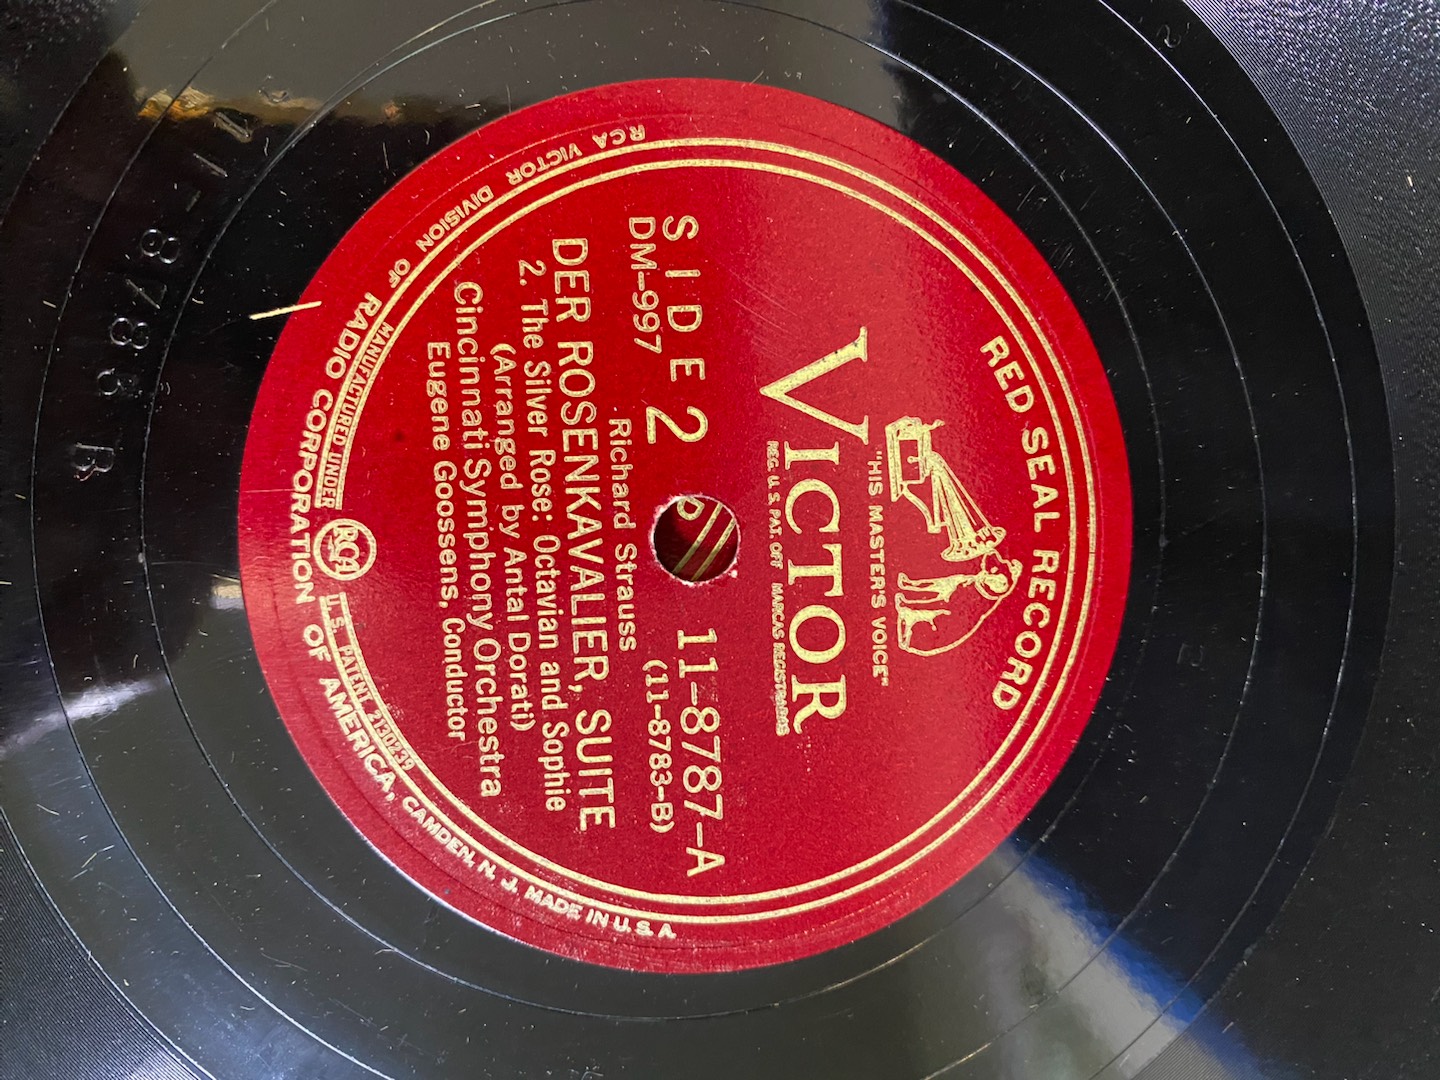 RED SEAL RECORD
"HIS MASTER'S VOICE"
VICTOR
REG. U. S. PAT. OFF. MARCAS REGISTRADAS
SIDE 2
11-8787-A
DM-997
(11-8783-B)
Richard Strauss
DER ROSENKAVALIER, SUITE
2. The Silver Rose: Octavian and Sophie
(Arranged by Antal Dorati)
Cincinnati Symphony Orchestra
Eugene Goossens, Conductor
MANUFACTURED UNDER
RCA
U.S. PATENT 2130239
RCA VICTOR DIVISION OF RADIO CORPORATION OF AMERICA, CAMDEN, N. J. MADE IN U.S.A.
1-8783 B